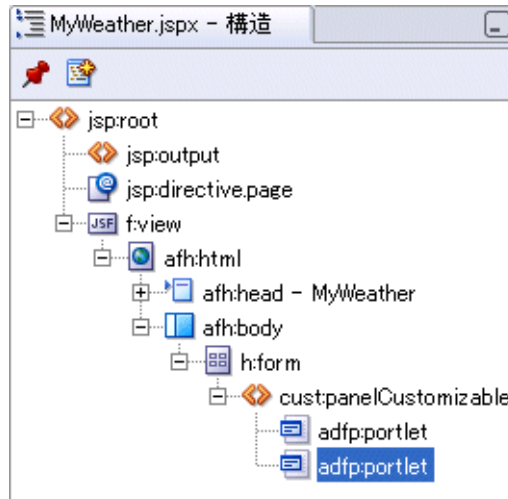 MyWeather.jspx - 構造
jsp:root
jsp:output
jsp:directive.page
JSF f:view
afh:html
afh:head - MyWeather
afh:body
h:form
cust:panelCustomizable
adfp:portlet
adfp:portlet